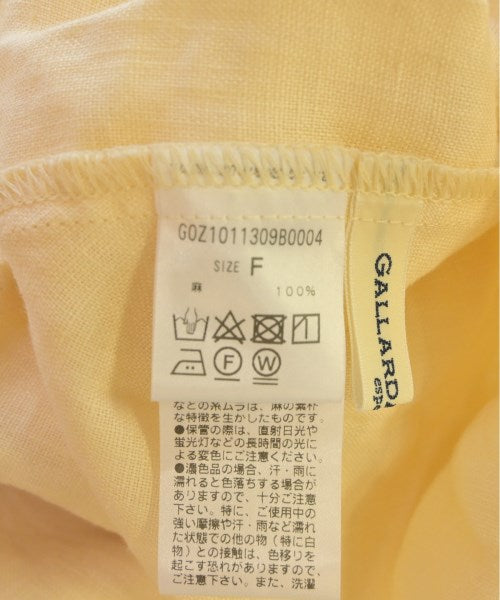 G0Z1011309B0004
SIZE F
麻 100%
F W
などの糸ムラは、麻の素朴
な特徴を生かしたものです。
●保管の際は、直射日光や
蛍光灯などの長時間の光に
よる変色にご注意ください。
●濃色品の場合、汗・雨に
濡れると色落ちする場合が
ありますので、十分ご注意
下さい。特に、ご使用中の
強い摩擦や汗・雨など濡れ
た状態での他の物（特に白
物）との接触は、色移りを
起こす恐れがありますので、
ご注意下さい。また、洗濯
GALLARD
espe